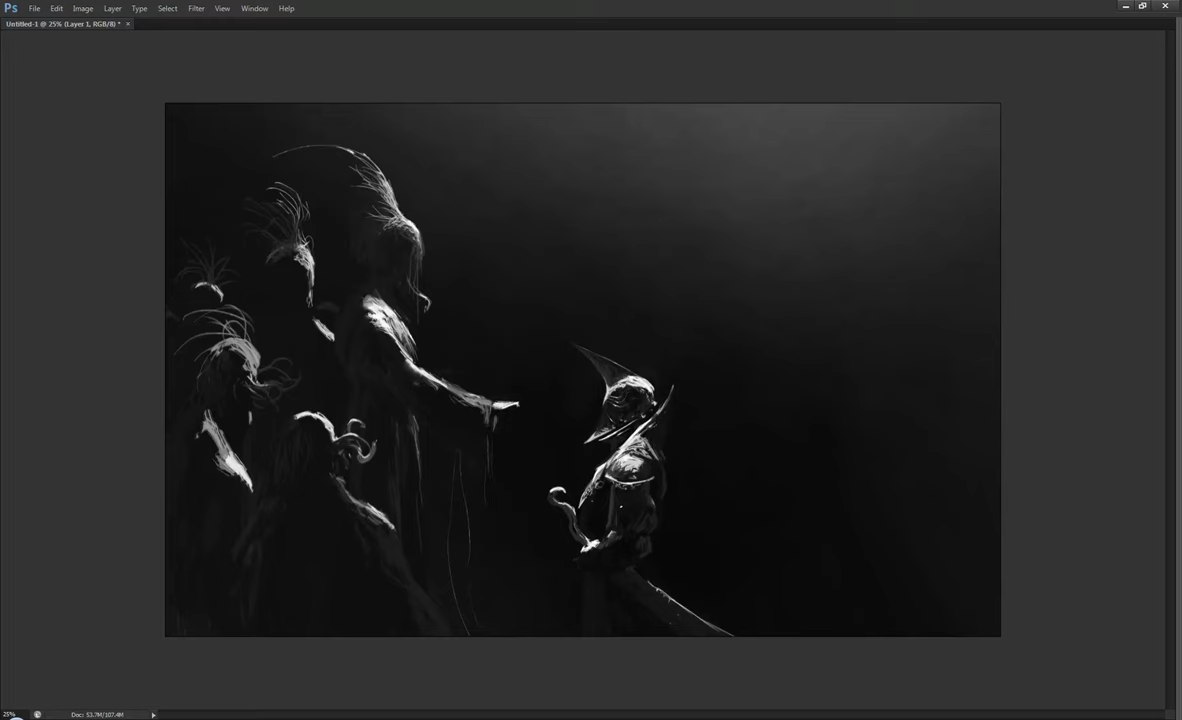 Ps File Edit Image Layer Type Select Filter View Window Help
Untitled-1 @ 25% (Layer 1, RGB/8) * ×
25% Doc: 53.7M/107.4M